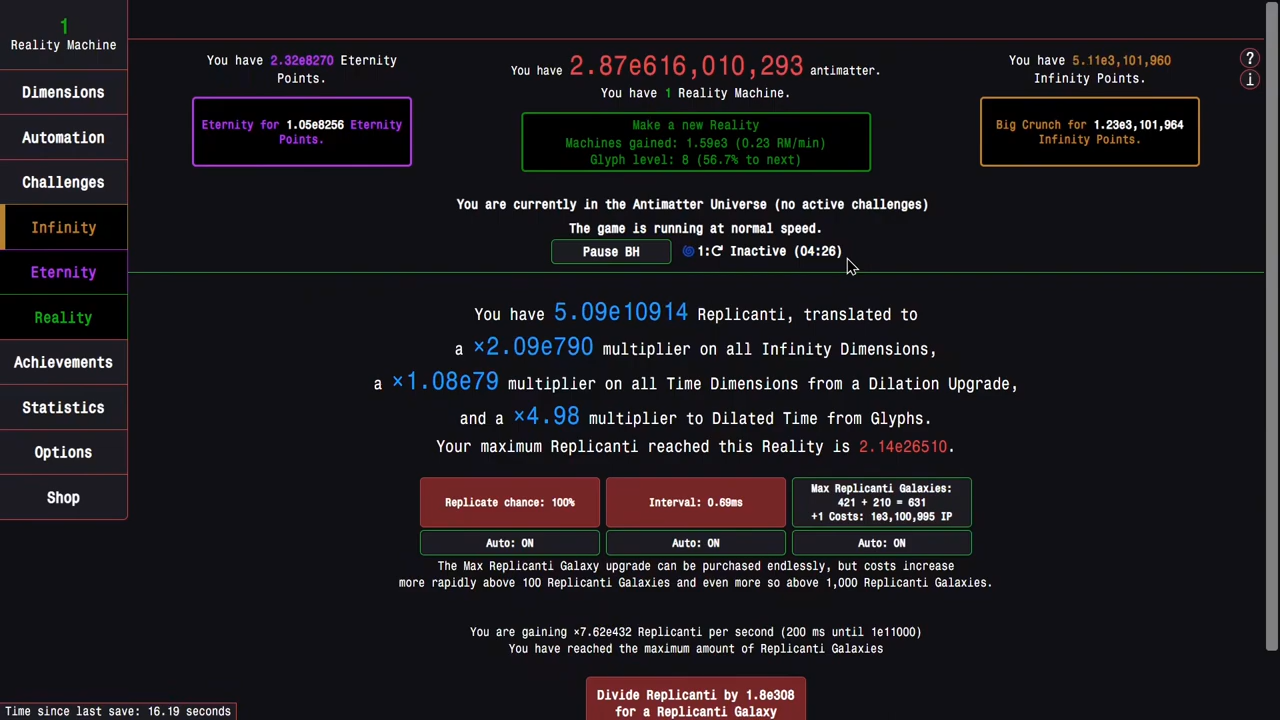 1
Reality Machine
Dimensions
Automation
Challenges
Infinity
Eternity
Reality
Achievements
Statistics
Options
Shop
You have 2.32e8270 Eternity
Points.
Eternity for 1.05e8256 Eternity
Points.
You have 2.87e616,010,293 antimatter.
You have 1 Reality Machine.
Make a new Reality
Machines gained: 1.59e3 (0.23 RM/min)
Glyph level: 8 (56.7% to next)
You have 5.11e3,101,960
Infinity Points.
Big Crunch for 1.23e3,101,964
Infinity Points.
?
i
You are currently in the Antimatter Universe (no active challenges)
The game is running at normal speed.
Pause BH
1:⟳ Inactive (04:26)
You have 5.09e10914 Replicanti, translated to
a ×2.09e790 multiplier on all Infinity Dimensions,
a ×1.08e79 multiplier on all Time Dimensions from a Dilation Upgrade,
and a ×4.98 multiplier to Dilated Time from Glyphs.
Your maximum Replicanti reached this Reality is 2.14e26510.
Replicate chance: 100%
Interval: 0.69ms
Max Replicanti Galaxies:
421 + 210 = 631
+1 Costs: 1e3,100,995 IP
Auto: ON
Auto: ON
Auto: ON
The Max Replicanti Galaxy upgrade can be purchased endlessly, but costs increase
more rapidly above 100 Replicanti Galaxies and even more so above 1,000 Replicanti Galaxies.
You are gaining ×7.62e432 Replicanti per second (200 ms until 1e11000)
You have reached the maximum amount of Replicanti Galaxies
Divide Replicanti by 1.8e308
for a Replicanti Galaxy
Time since last save: 16.19 seconds